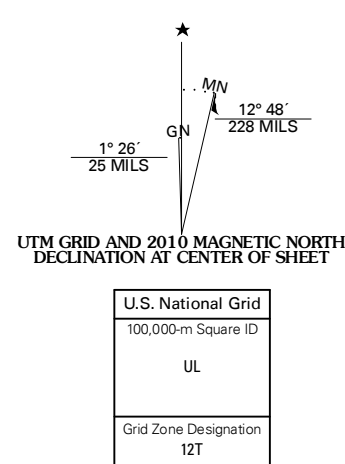 MN
12° 48´
228 MILS
GN
1° 26´
25 MILS
UTM GRID AND 2010 MAGNETIC NORTH
DECLINATION AT CENTER OF SHEET
U.S. National Grid
100,000-m Square ID
UL
Grid Zone Designation
12T